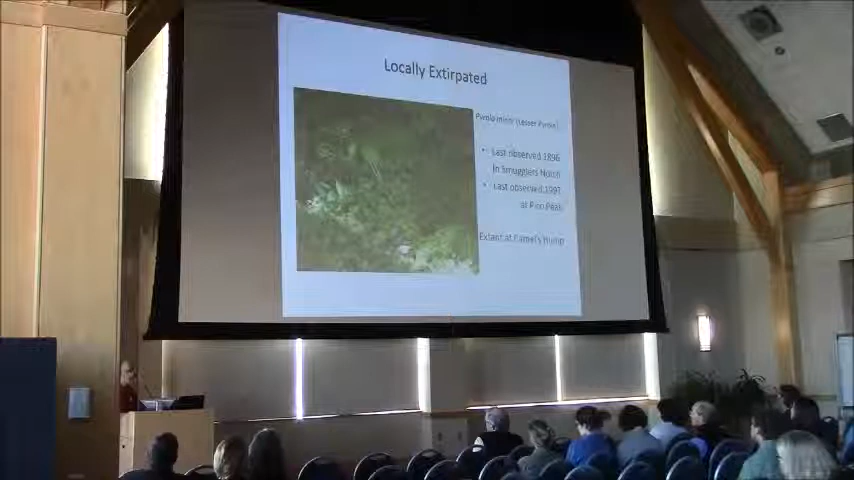 Locally Extirpated
Pyrola minor (Lesser Pyrola)
• Last observed 1896
in Smugglers Notch
• Last observed 1991
at Pico Peak
Extant at Camel's Hump